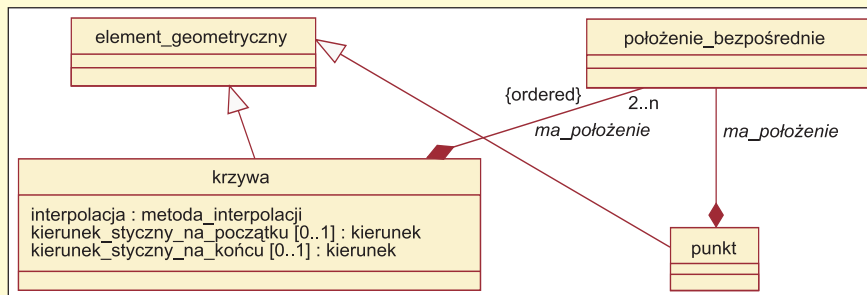 element_geometryczny
położenie_bezpośrednie
{ordered}
2..n
ma_położenie
ma_położenie
krzywa
interpolacja : metoda_interpolacji
kierunek_styczny_na_początku [0..1] : kierunek
kierunek_styczny_na_końcu [0..1] : kierunek
punkt